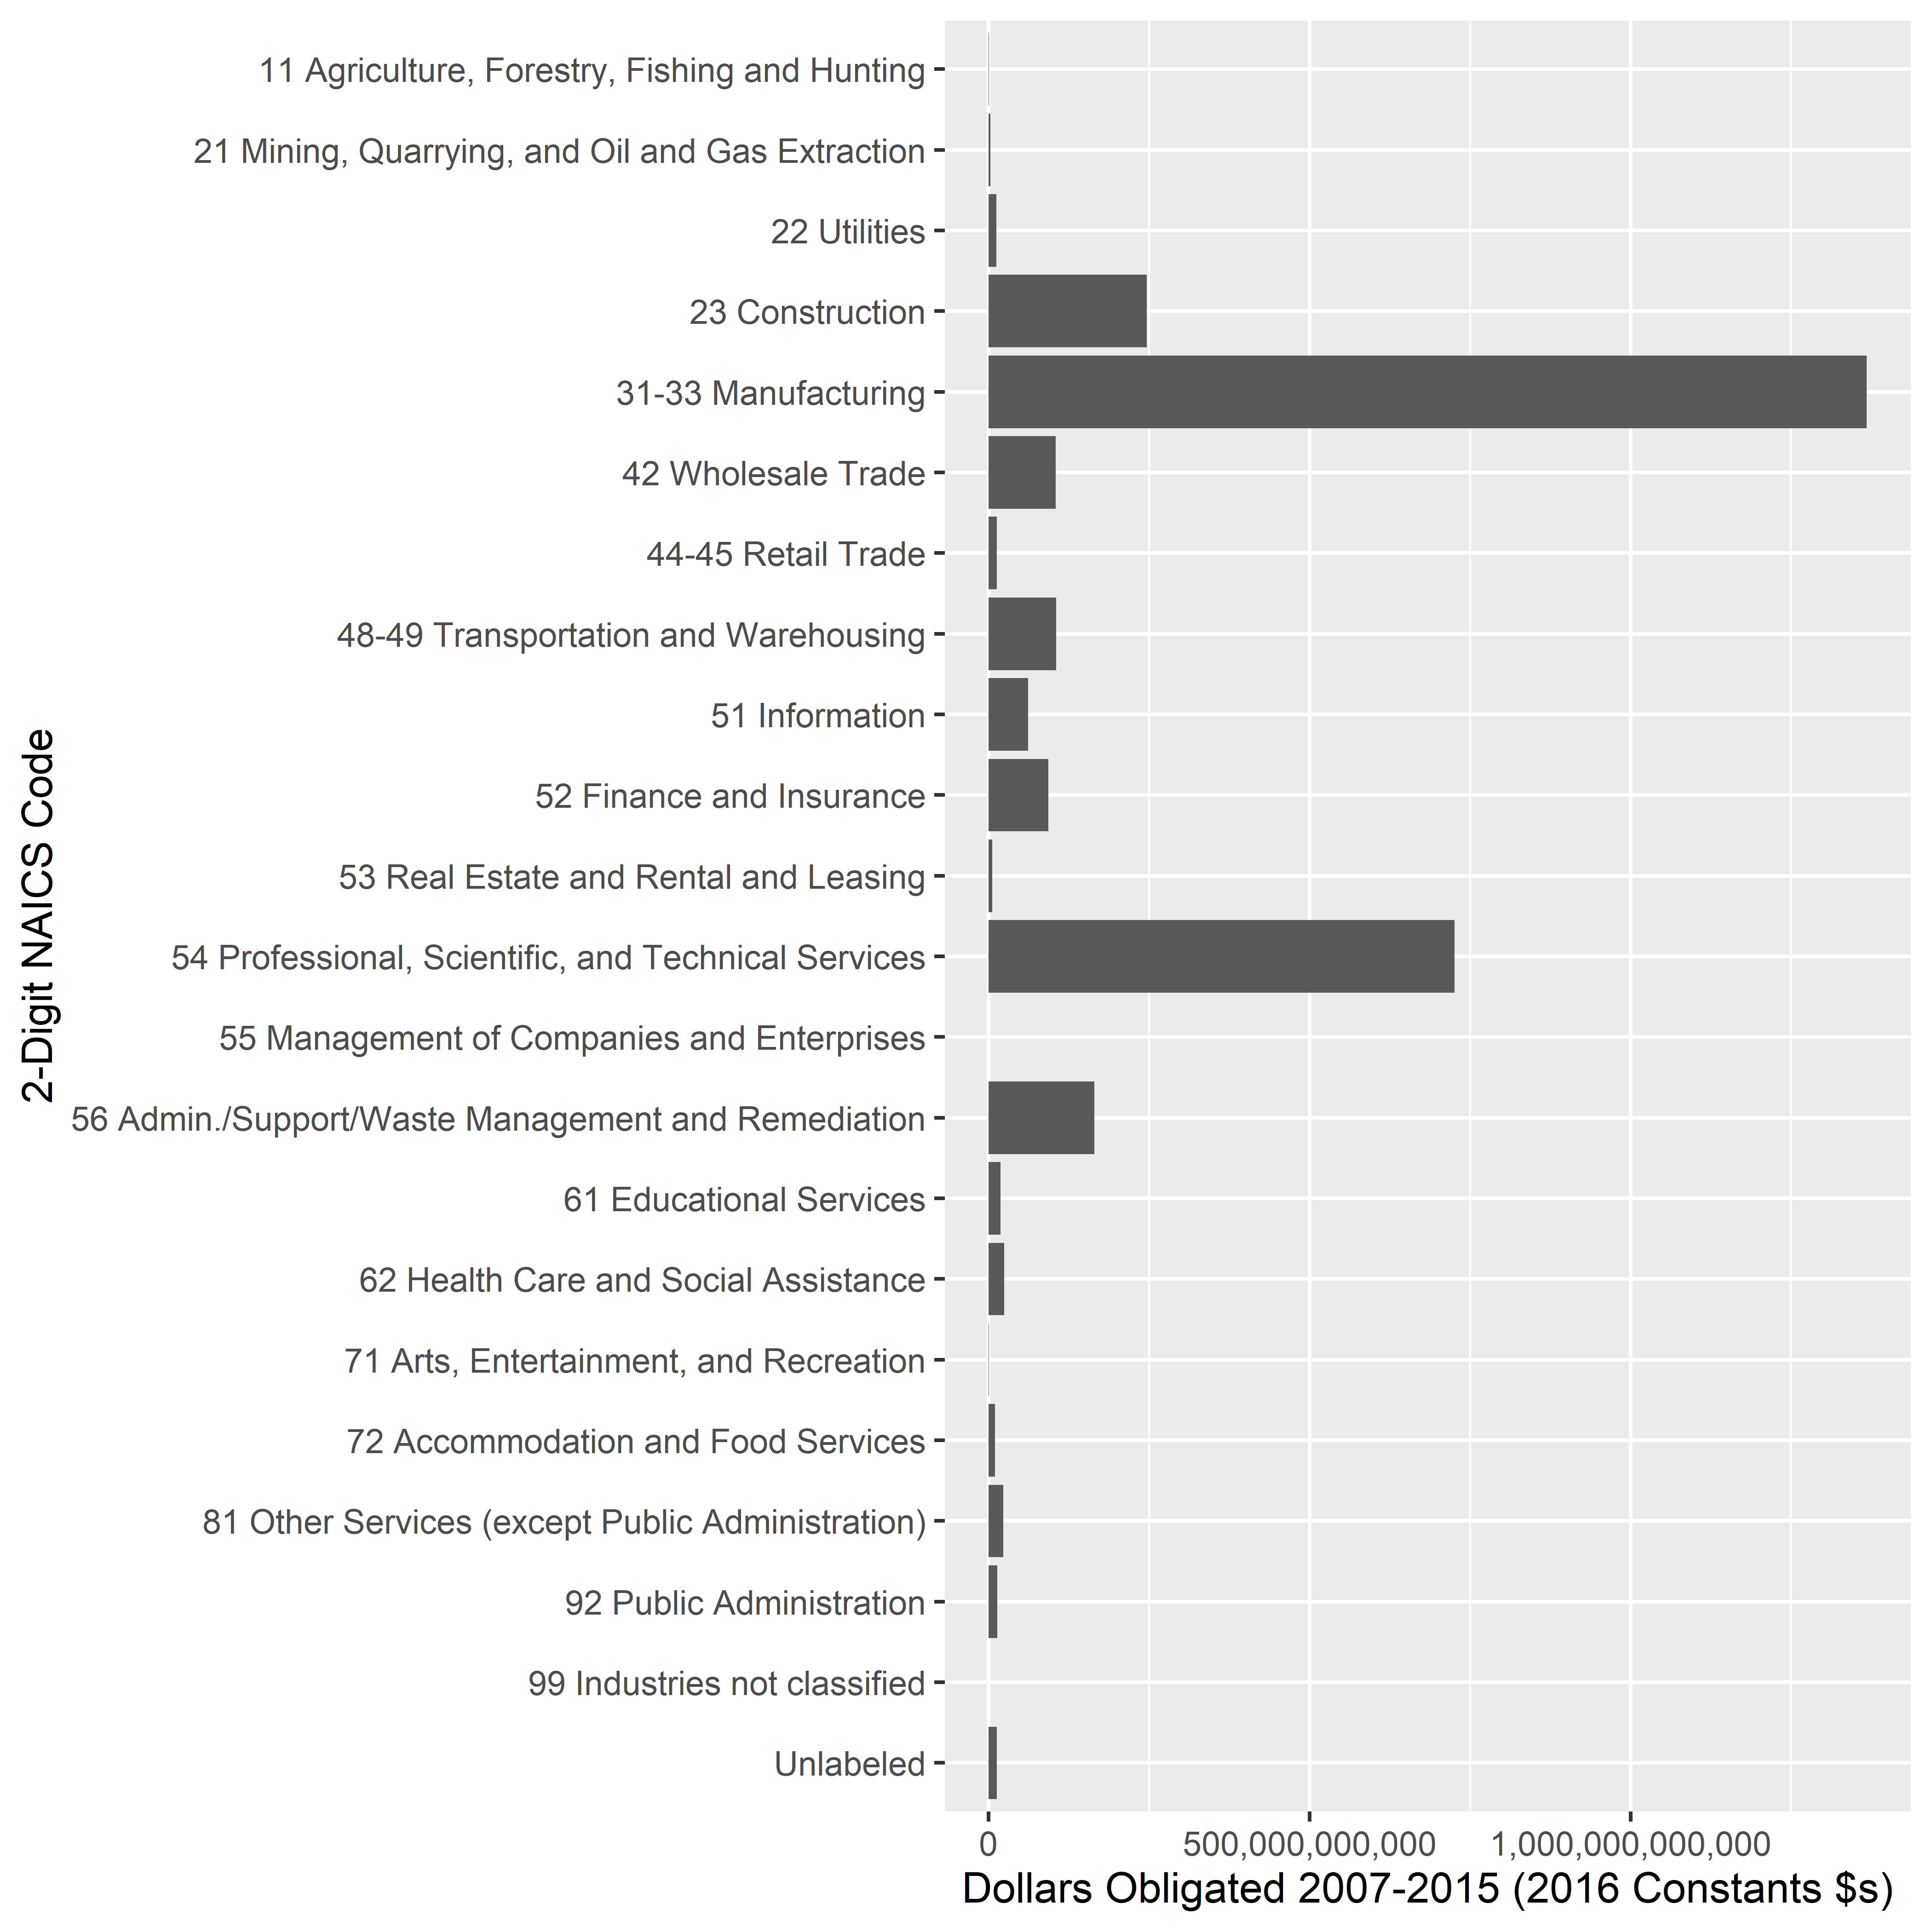 11 Agriculture, Forestry, Fishing and Hunting
21 Mining, Quarrying, and Oil and Gas Extraction
22 Utilities
23 Construction
31-33 Manufacturing
42 Wholesale Trade
44-45 Retail Trade
48-49 Transportation and Warehousing
51 Information
52 Finance and Insurance
53 Real Estate and Rental and Leasing
54 Professional, Scientific, and Technical Services
55 Management of Companies and Enterprises
56 Admin./Support/Waste Management and Remediation
61 Educational Services
62 Health Care and Social Assistance
71 Arts, Entertainment, and Recreation
72 Accommodation and Food Services
81 Other Services (except Public Administration)
92 Public Administration
99 Industries not classified
Unlabeled
2-Digit NAICS Code
0 500,000,000,000 1,000,000,000,000
Dollars Obligated 2007-2015 (2016 Constants $s)